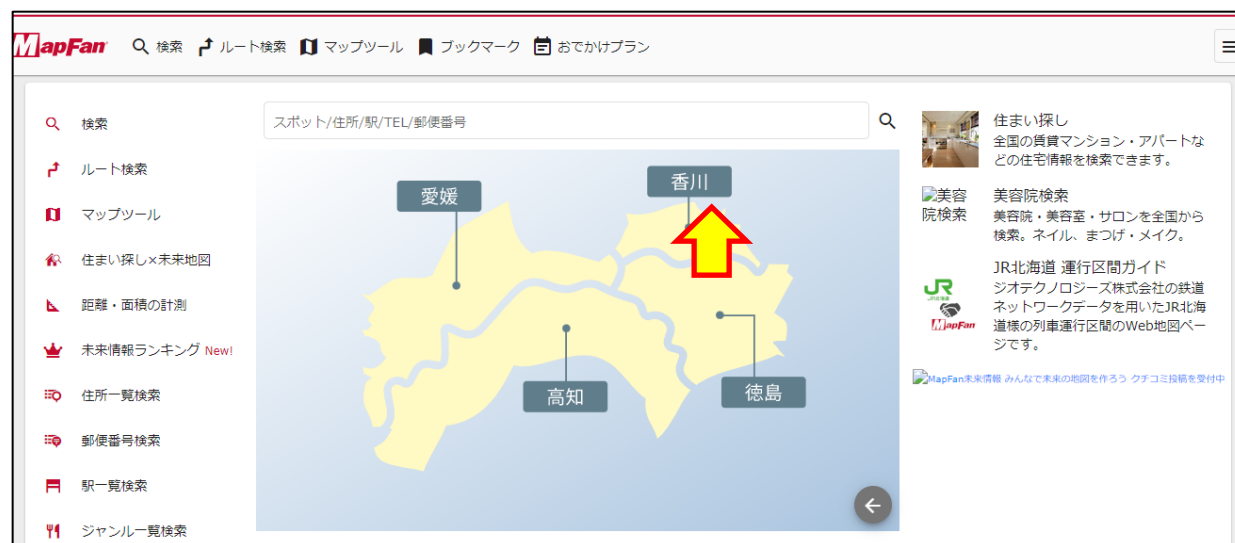 MapFan 検索 ルート検索 マップツール ブックマーク おでかけプラン
検索
ルート検索
マップツール
住まい探し×未来地図
距離・面積の計測
未来情報ランキング New!
住所一覧検索
郵便番号検索
駅一覧検索
ジャンル一覧検索
スポット/住所/駅/TEL/郵便番号
愛媛
香川
高知
徳島
住まい探し
全国の賃貸マンション・アパートな
どの住宅情報を検索できます。
美容
院検索
美容院検索
美容院・美容室・サロンを全国から
検索。ネイル、まつげ・メイク。
JR
JR北海道
MapFan
JR北海道 運行区間ガイド
ジオテクノロジーズ株式会社の鉄道
ネットワークデータを用いたJR北海
道様の列車運行区間のWeb地図ペー
ジです。
MapFan未来情報 みんなで未来の地図を作ろう クチコミ投稿を受付中